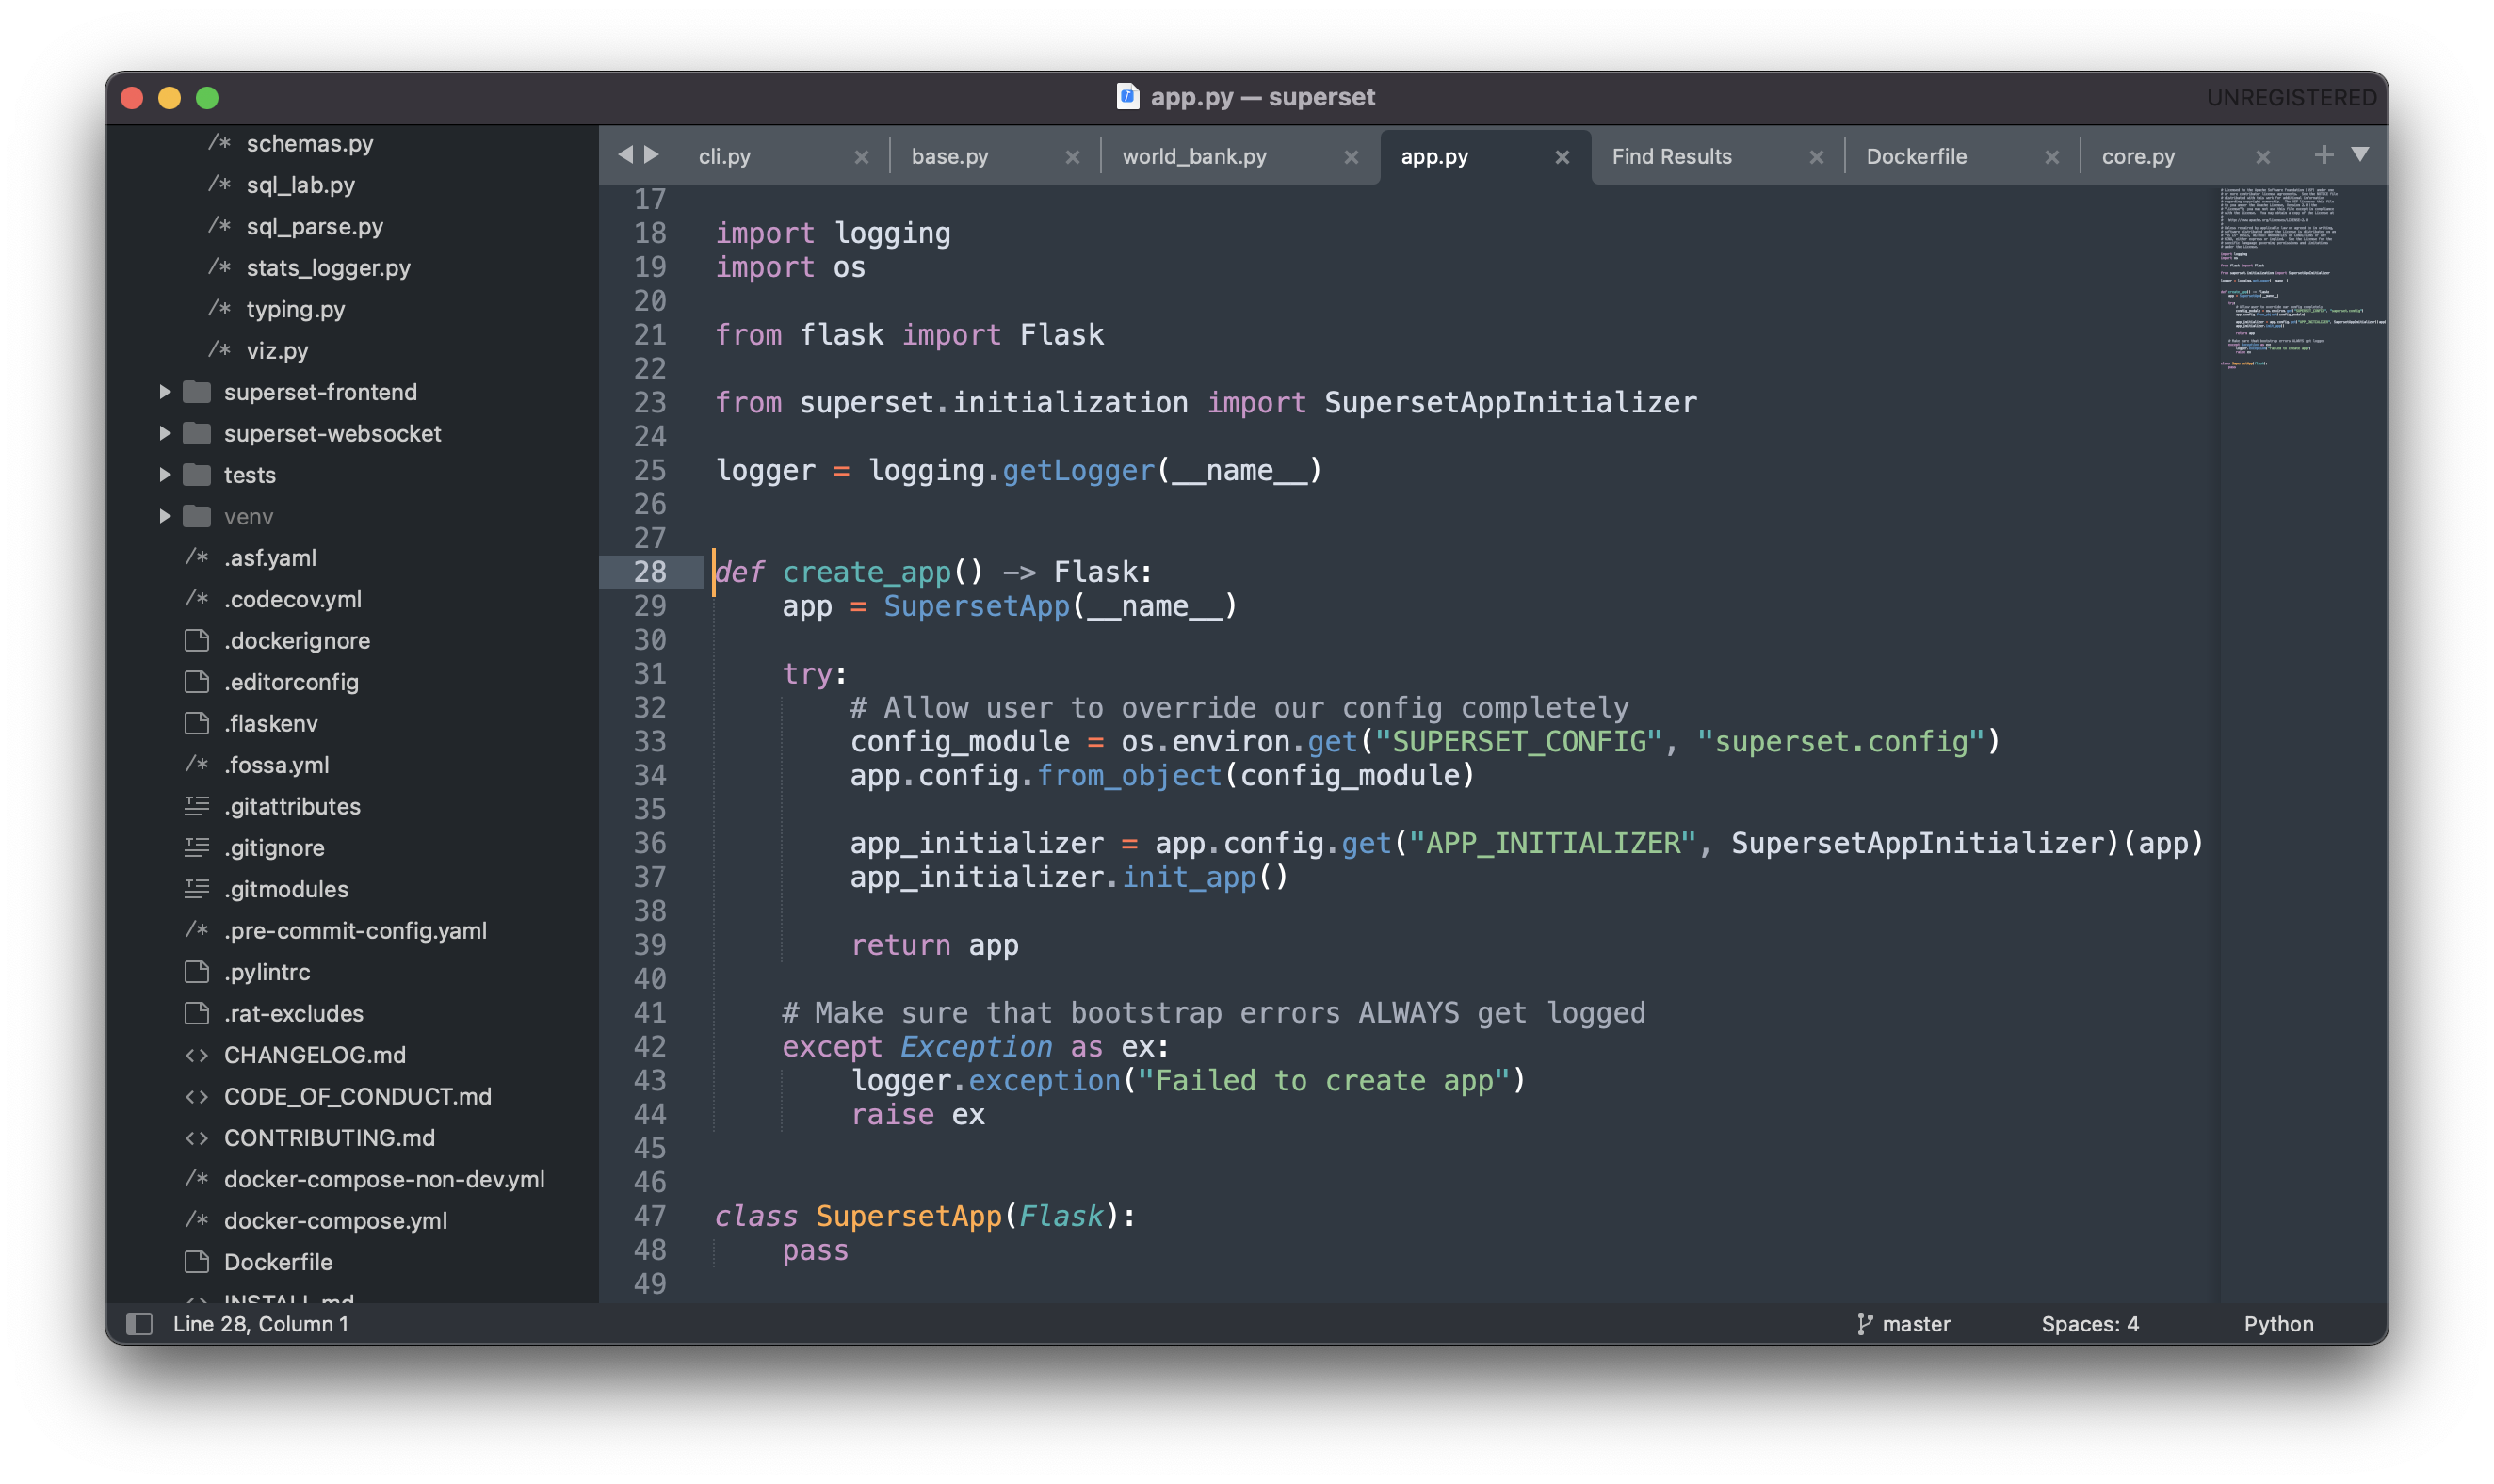 app.py — superset
UNREGISTERED
schemas.py
sql_lab.py
sql_parse.py
stats_logger.py
typing.py
viz.py
superset-frontend
superset-websocket
tests
venv
.asf.yaml
.codecov.yml
.dockerignore
.editorconfig
.flaskenv
.fossa.yml
.gitattributes
.gitignore
.gitmodules
.pre-commit-config.yaml
.pylintrc
.rat-excludes
CHANGELOG.md
CODE_OF_CONDUCT.md
CONTRIBUTING.md
docker-compose-non-dev.yml
docker-compose.yml
Dockerfile
INSTALL.md
cli.py × base.py × world_bank.py × app.py × Find Results × Dockerfile × core.py × +
17
18 import logging
19 import os
20
21 from flask import Flask
22
23 from superset.initialization import SupersetAppInitializer
24
25 logger = logging.getLogger(__name__)
26
27
28 def create_app() -> Flask:
29     app = SupersetApp(__name__)
30
31     try:
32         # Allow user to override our config completely
33         config_module = os.environ.get("SUPERSET_CONFIG", "superset.config")
34         app.config.from_object(config_module)
35
36         app_initializer = app.config.get("APP_INITIALIZER", SupersetAppInitializer)(app)
37         app_initializer.init_app()
38
39         return app
40
41     # Make sure that bootstrap errors ALWAYS get logged
42     except Exception as ex:
43         logger.exception("Failed to create app")
44         raise ex
45
46
47 class SupersetApp(Flask):
48     pass
49
Line 28, Column 1
master
Spaces: 4
Python